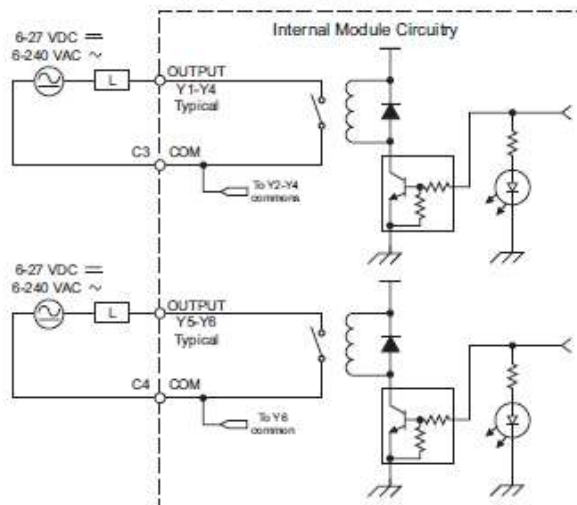 Internal Module Circuitry
6-27 VDC
6-240 VAC ~
L
OUTPUT
Y1-Y4
Typical
C3
COM
To Y2-Y4
commons
6-27 VDC
6-240 VAC ~
L
OUTPUT
Y5-Y6
Typical
C4
COM
To Y6
common